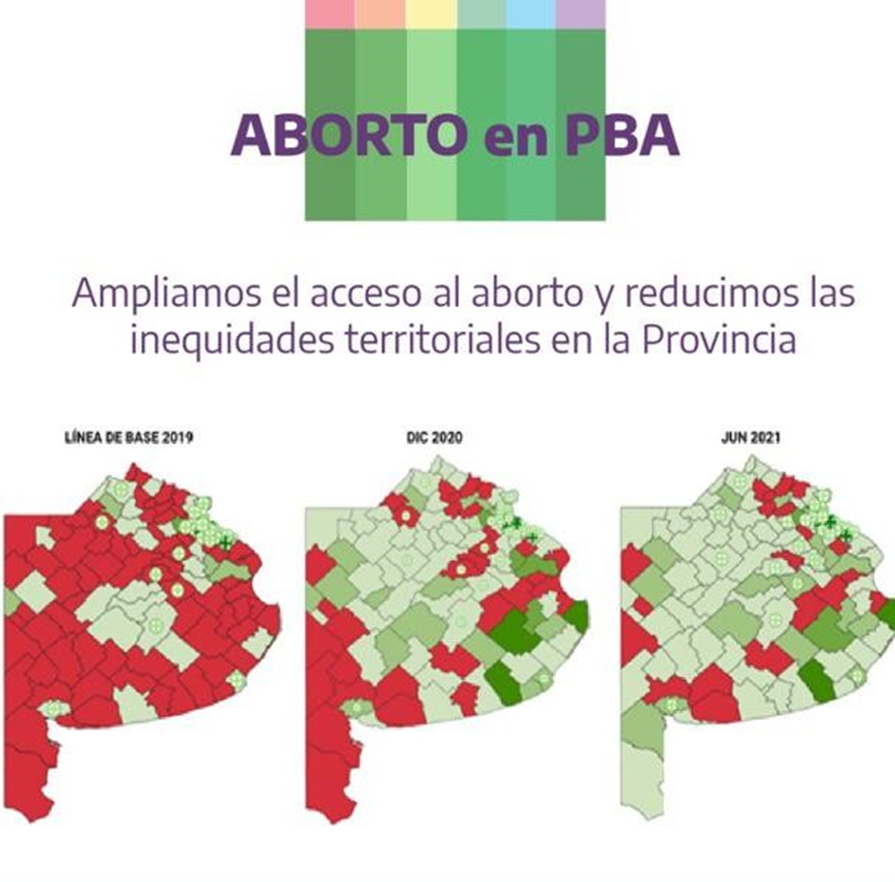 ABORTO en PBA
Ampliamos el acceso al aborto y reducimos las
inequidades territoriales en la Provincia
LÍNEA DE BASE 2019
DIC 2020
JUN 2021